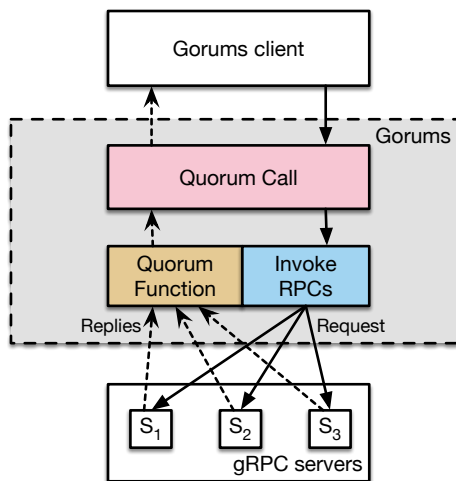 Gorums client
Gorums
Quorum Call
Quorum
Function
Invoke
RPCs
Replies
Request
S1
S2
S3
gRPC servers